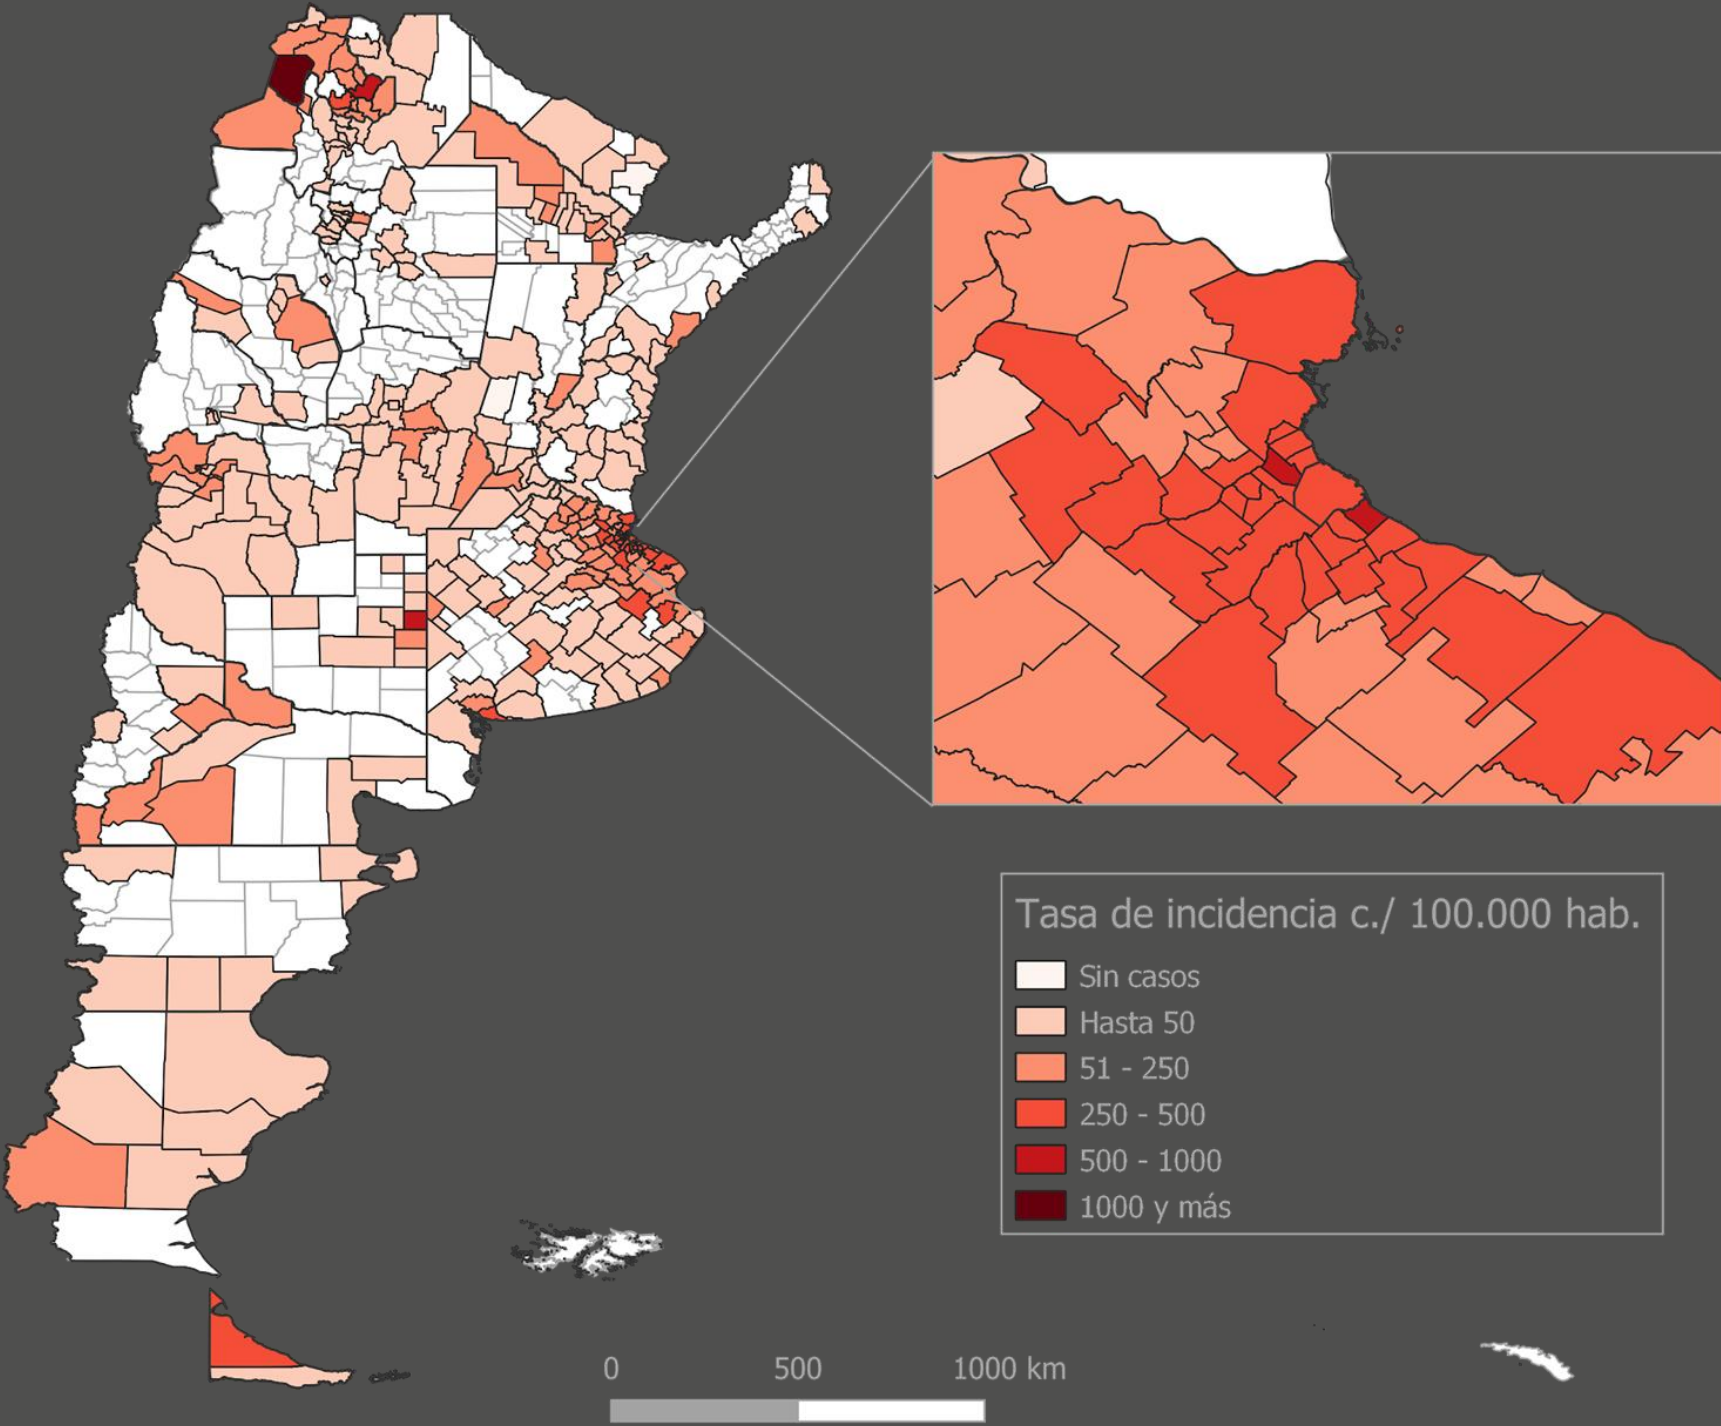 Tasa de incidencia c./ 100.000 hab.
Sin casos
Hasta 50
51 - 250
250 - 500
500 - 1000
1000 y más
0 500 1000 km